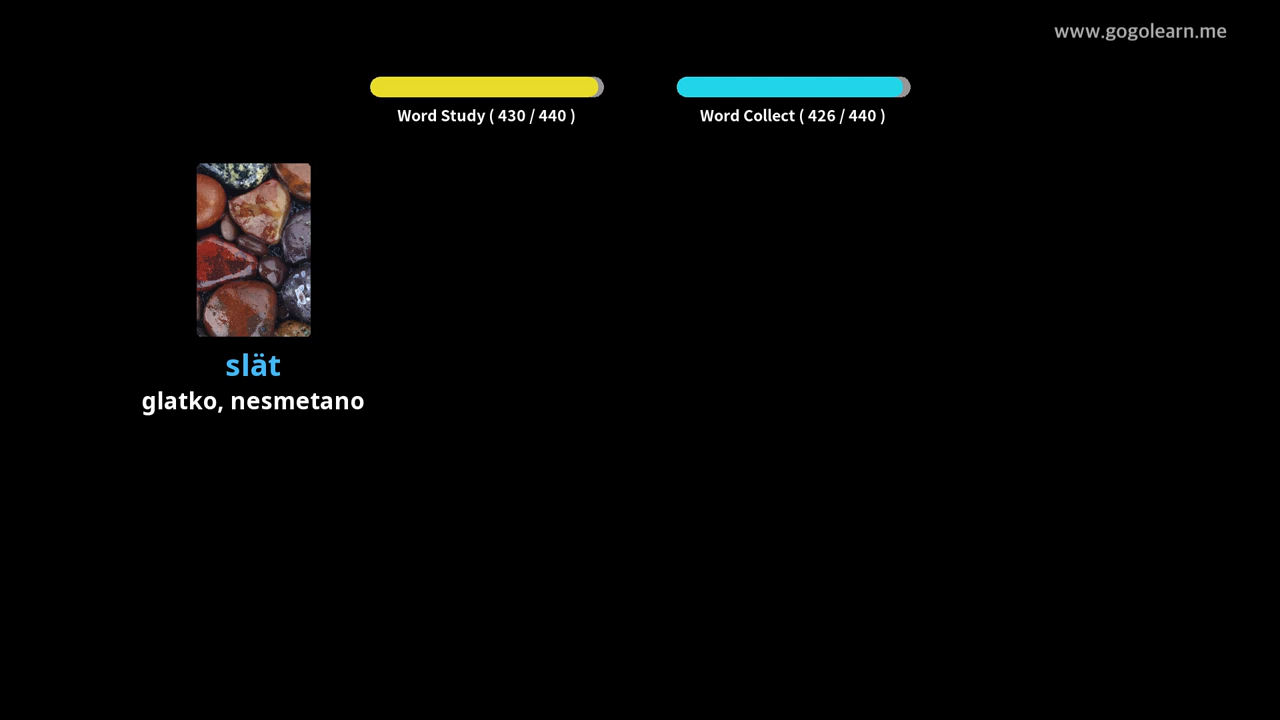 www.gogolearn.me
Word Study ( 430 / 440 )
Word Collect ( 426 / 440 )
slät
glatko, nesmetano